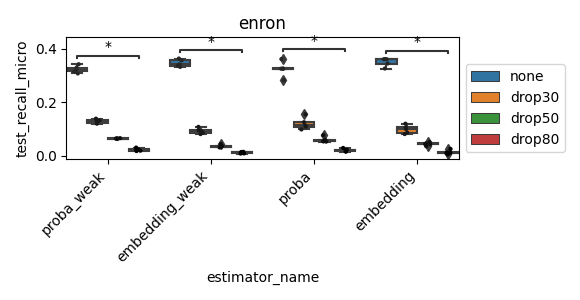 enron
test_recall_micro
0.4
0.2
0.0
* * * *
proba_weak
embedding_weak
proba
embedding
estimator_name
none
drop30
drop50
drop80